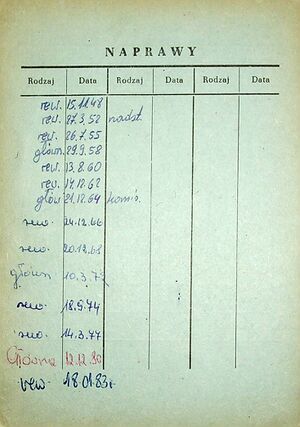 NAPRAWY
Rodzaj Data Rodzaj Data Rodzaj Data
rew. 15.11.48
rew. 27.3.52 nadzt.
rew. 26.7.55
główn. 29.9.58
rew. 13.8.60
rew. 14.12.62
głów 21.12.64
rew. 24.12.66
rew. 20.12.68
główn 10.3.72
rew. 18.9.74
rew. 14.3.77
Główna 12.12.80
rew. 18.01.83r.